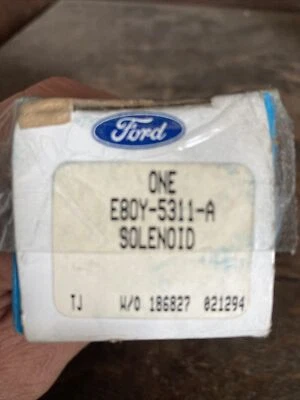 Ford
ONE
E8OY-5311-A
SOLENOID
TJ W/O 186827 021294